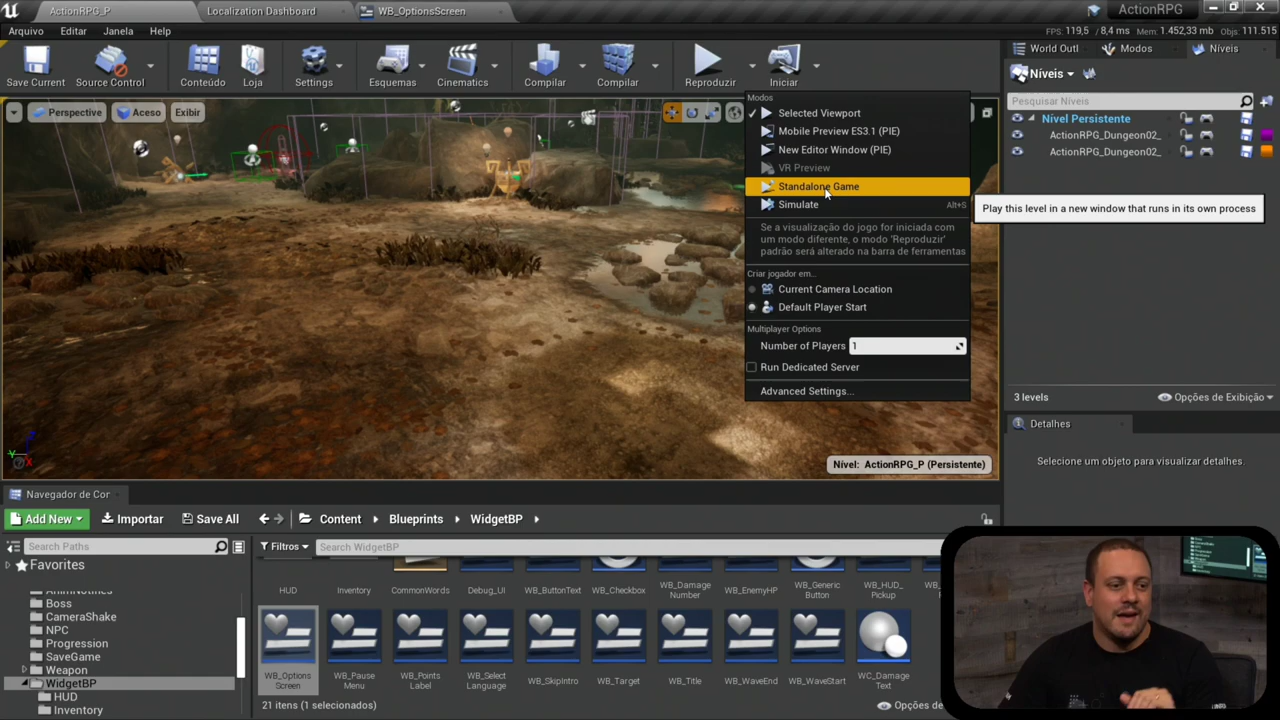 ActionRPG_P
Localization Dashboard
WB_OptionsScreen
ActionRPG
Arquivo
Editar
Janela
Help
FPS: 119,5 / 8,4 ms Mem: 1.452,33 mb Objs: 111.515
Save Current
Source Control
Conteúdo
Loja
Settings
Esquemas
Cinematics
Compilar
Compilar
Reproduzir
Iniciar
World Outl
Modos
Níveis
Perspective
Aceso
Exibir
Modos
Selected Viewport
Mobile Preview ES3.1 (PIE)
New Editor Window (PIE)
VR Preview
Standalone Game
Simulate Alt+S
Se a visualização do jogo for iniciada com
um modo diferente, o modo 'Reproduzir'
padrão será alterado na barra de ferramentas
Criar jogador em...
Current Camera Location
Default Player Start
Multiplayer Options
Number of Players 1
Run Dedicated Server
Advanced Settings...
Play this level in a new window that runs in its own process
Níveis
Pesquisar Níveis
Nível Persistente
ActionRPG_Dungeon02_
ActionRPG_Dungeon02_
3 levels
Opções de Exibição
Detalhes
Selecione um objeto para visualizar detalhes.
Nível: ActionRPG_P (Persistente)
Navegador de Cor
Add New
Importar
Save All
Content
Blueprints
WidgetBP
Search Paths
Filtros
Search WidgetBP
Favorites
AnimNotifies
Boss
CameraShake
NPC
Progression
SaveGame
Weapon
WidgetBP
HUD
Inventory
HUD
Inventory
CommonWords
Debug_UI
WB_ButtonText
WB_Checkbox
WB_Damage
Number
WB_EnemyHP
WB_Generic
Button
WB_HUD_
Pickup
WB_Options
Screen
WB_Pause
Menu
WB_Points
Label
WB_Select
Language
WB_SkipIntro
WB_Target
WB_Title
WB_WaveEnd
WB_WaveStart
WC_Damage
Text
21 itens (1 selecionados)
Opções de